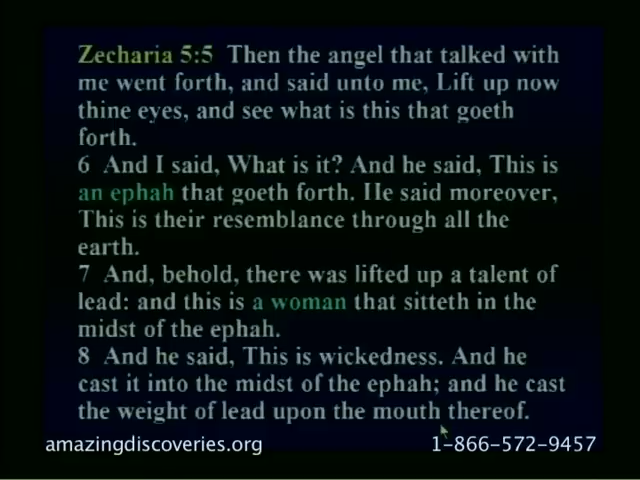 Zecharia 5:5 Then the angel that talked with
me went forth, and said unto me, Lift up now
thine eyes, and see what is this that goeth
forth.
6 And I said, What is it? And he said, This is
an ephah that goeth forth. He said moreover,
This is their resemblance through all the
earth.
7 And, behold, there was lifted up a talent of
lead: and this is a woman that sitteth in the
midst of the ephah.
8 And he said, This is wickedness. And he
cast it into the midst of the ephah; and he cast
the weight of lead upon the mouth thereof.
amazingdiscoveries.org 1-866-572-9457